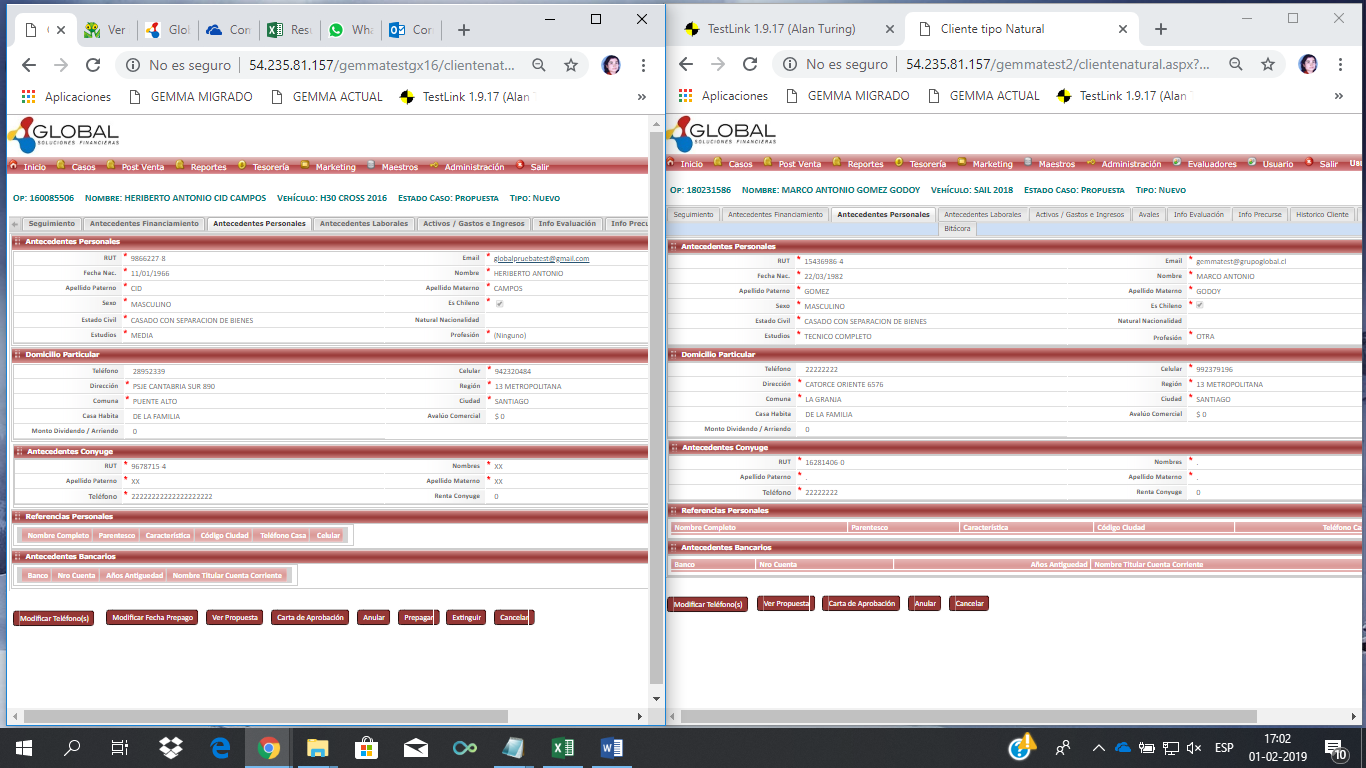 Ver
Glob
Con
Res
Wha
Cor
No es seguro | 54.235.81.157/gemmatestgx16/clientenat...
Aplicaciones GEMMA MIGRADO GEMMA ACTUAL TestLink 1.9.17 (Alan »
GLOBAL
SOLUCIONES FINANCIERAS
Inicio Casos Post Venta Reportes Tesorería Marketing Maestros Administración Salir
Op: 160085506 Nombre: HERIBERTO ANTONIO CID CAMPOS Vehículo: H30 CROSS 2016 Estado Caso: Propuesta Tipo: Nuevo
Seguimiento Antecedentes Financiamiento Antecedentes Personales Antecedentes Laborales Activos / Gastos e Ingresos Info Evaluación Info Precu
Antecedentes Personales
RUT * 9866227-8 Email * globalpruebatest@gmail.com
Fecha Nac. * 11/01/1966 Nombre * HERIBERTO ANTONIO
Apellido Paterno * CID Apellido Materno * CAMPOS
Sexo * MASCULINO Es Chileno *
Estado Civil * CASADO CON SEPARACION DE BIENES Natural Nacionalidad
Estudios * MEDIA Profesión * (Ninguno)
Domicilio Particular
Teléfono 28952339 Celular * 942320484
Dirección * PSJE CANTABRIA SUR 890 Región * 13 METROPOLITANA
Comuna * PUENTE ALTO Ciudad * SANTIAGO
Casa Habita DE LA FAMILIA Avalúo Comercial $ 0
Monto Dividendo / Arriendo 0
Antecedentes Conyuge
RUT * 9678715-4 Nombres * XX
Apellido Paterno * XX Apellido Materno * XX
Teléfono * 22222222222222222222 Renta Conyuge 0
Referencias Personales
Nombre Completo Parentesco Característica Código Ciudad Teléfono Casa Celular
Antecedentes Bancarios
Banco Nro Cuenta Años Antiguedad Nombre Titular Cuenta Corriente
Modificar Teléfono(s) Modificar Fecha Prepago Ver Propuesta Carta de Aprobación Anular Prepagar Extinguir Cancelar
TestLink 1.9.17 (Alan Turing) Cliente tipo Natural
No es seguro | 54.235.81.157/gemmatest2/clientenatural.aspx?...
Aplicaciones GEMMA MIGRADO GEMMA ACTUAL TestLink 1.9.17 (Alan »
GLOBAL
SOLUCIONES FINANCIERAS
Inicio Casos Post Venta Reportes Tesorería Marketing Maestros Administración Evaluadores Usuario Salir Usu
Op: 180231586 Nombre: MARCO ANTONIO GOMEZ GODOY Vehículo: SAIL 2018 Estado Caso: Propuesta Tipo: Nuevo
Seguimiento Antecedentes Financiamiento Antecedentes Personales Antecedentes Laborales Activos / Gastos e Ingresos Avales Info Evaluación Info Precurse Historico Cliente
Bitácora
Antecedentes Personales
RUT * 15436986-4 Email * gemmatest@grupoglobal.cl
Fecha Nac. * 22/03/1982 Nombre * MARCO ANTONIO
Apellido Paterno * GOMEZ Apellido Materno * GODOY
Sexo * MASCULINO Es Chileno *
Estado Civil * CASADO CON SEPARACION DE BIENES Natural Nacionalidad
Estudios * TECNICO COMPLETO Profesión * OTRA
Domicilio Particular
Teléfono 22222222 Celular * 992379196
Dirección * CATORCE ORIENTE 6576 Región * 13 METROPOLITANA
Comuna * LA GRANJA Ciudad * SANTIAGO
Casa Habita DE LA FAMILIA Avalúo Comercial $ 0
Monto Dividendo / Arriendo 0
Antecedentes Conyuge
RUT * 16281406-0 Nombres * .
Apellido Paterno * . Apellido Materno * .
Teléfono * 22222222 Renta Conyuge 0
Referencias Personales
Nombre Completo Parentesco Característica Código Ciudad Teléfono Ca
Antecedentes Bancarios
Banco Nro Cuenta Años Antiguedad Nombre Titular Cuenta Corriente
Modificar Teléfono(s) Ver Propuesta Carta de Aprobación Anular Cancelar
ESP
17:02
01-02-2019
10